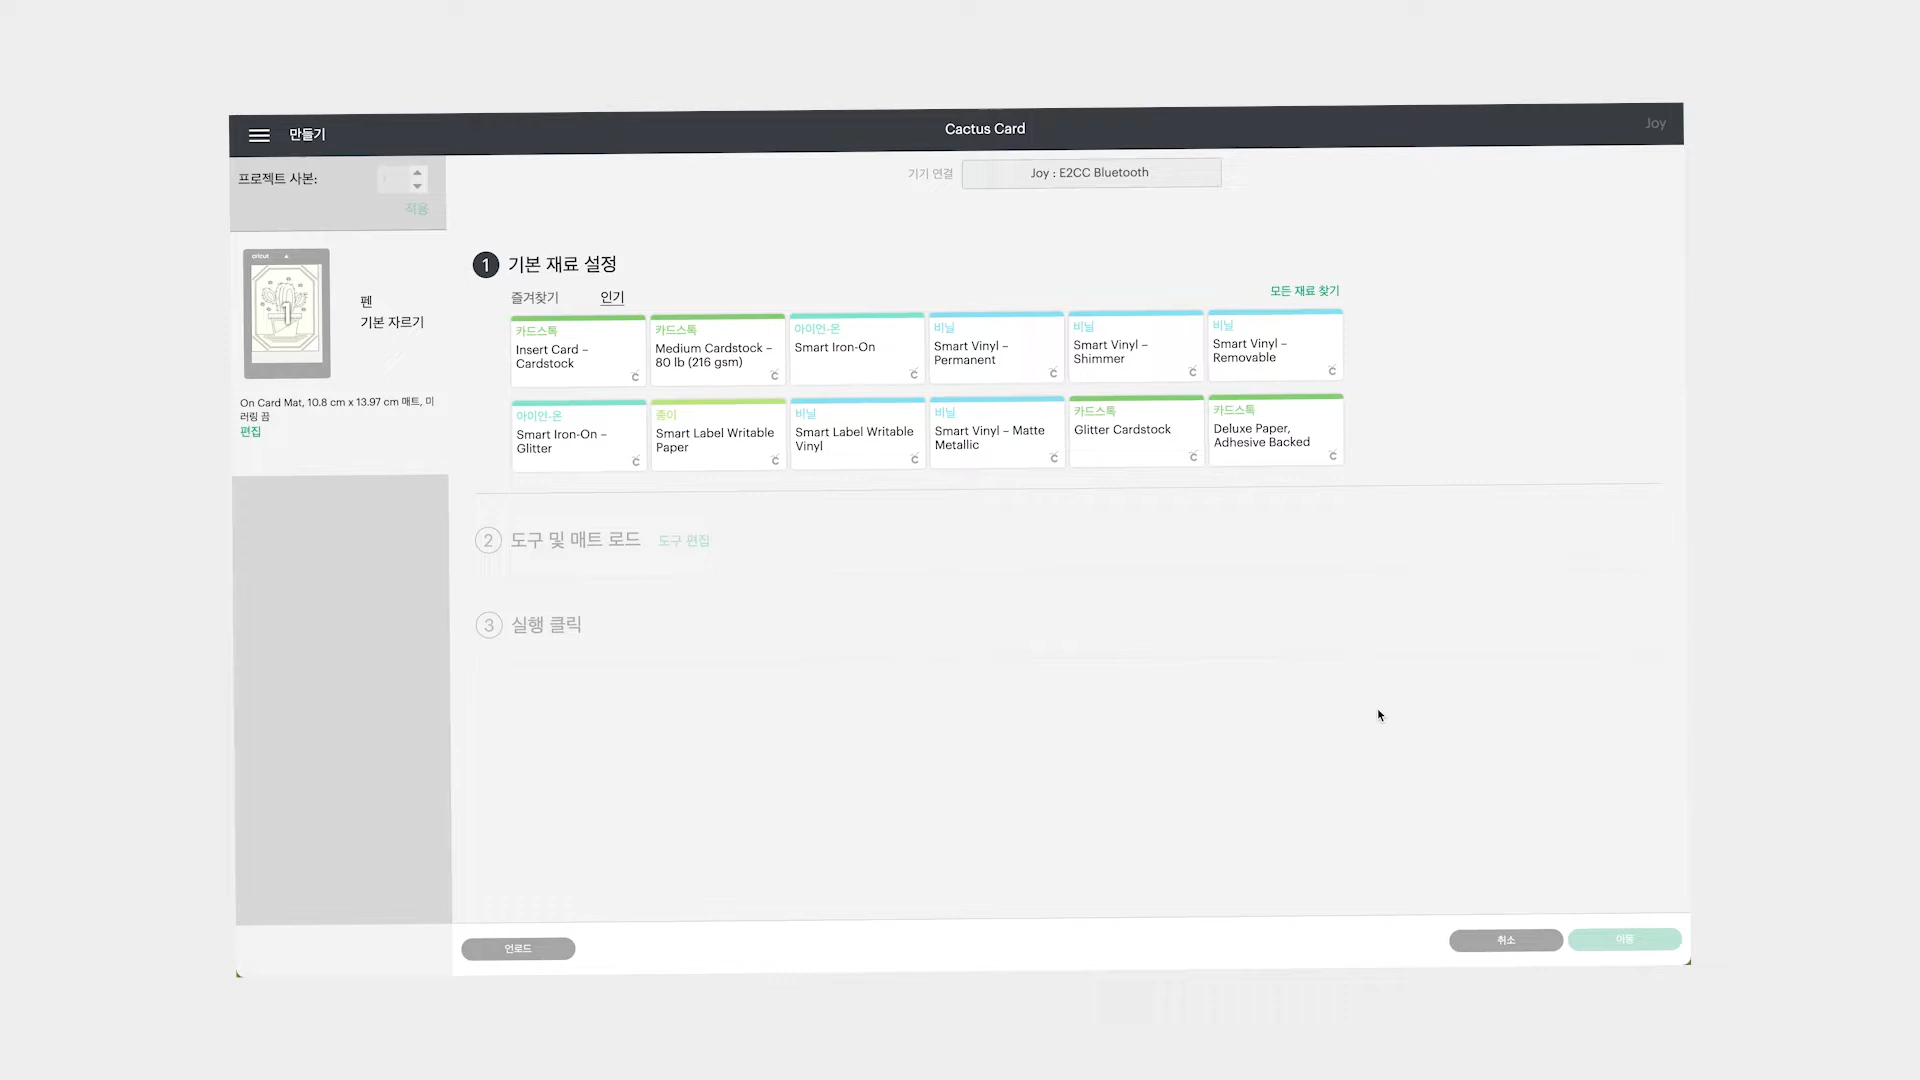 만들기
Cactus Card
Joy
프로젝트 사본:
적용
기기 연결
Joy : E2CC Bluetooth
cricut
펜
기본 자르기
On Card Mat, 10.8 cm x 13.97 cm 매트, 미
러링 끔
편집
1 기본 재료 설정
즐겨찾기
인기
모든 재료 찾기
카드스톡
Insert Card –
Cardstock
카드스톡
Medium Cardstock –
80 lb (216 gsm)
아이언-온
Smart Iron-On
비닐
Smart Vinyl –
Permanent
비닐
Smart Vinyl –
Shimmer
비닐
Smart Vinyl –
Removable
아이언-온
Smart Iron-On –
Glitter
종이
Smart Label Writable
Paper
비닐
Smart Label Writable
Vinyl
비닐
Smart Vinyl – Matte
Metallic
카드스톡
Glitter Cardstock
카드스톡
Deluxe Paper,
Adhesive Backed
2 도구 및 매트 로드 도구 편집
3 실행 클릭
언로드
취소
이동